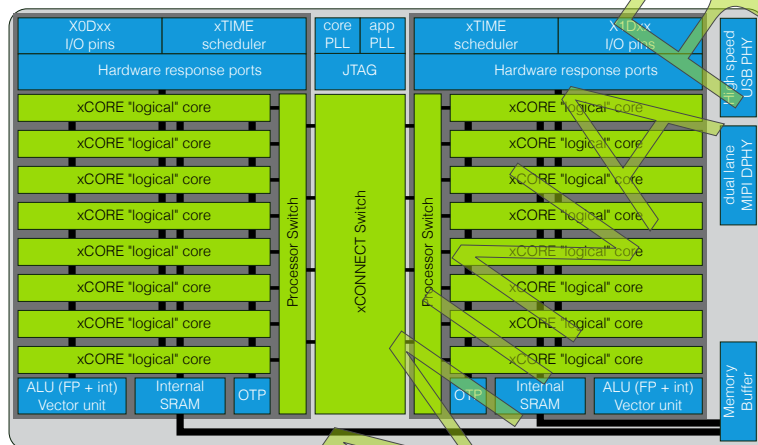 X0Dxx
I/O pins
xTIME
scheduler
core
PLL
app
PLL
xTIME
scheduler
X1Dxx
I/O pins
Hardware response ports
JTAG
Hardware response ports
High speed
USB PHY
dual lane
MIPI DPHY
xCORE "logical" core
xCORE "logical" core
xCORE "logical" core
xCORE "logical" core
xCORE "logical" core
xCORE "logical" core
xCORE "logical" core
xCORE "logical" core
Processor Switch
xCONNECT Switch
Processor Switch
xCORE "logical" core
xCORE "logical" core
xCORE "logical" core
xCORE "logical" core
xCORE "logical" core
xCORE "logical" core
xCORE "logical" core
xCORE "logical" core
ALU (FP + int)
Vector unit
Internal
SRAM
OTP
OTP
Internal
SRAM
ALU (FP + int)
Vector unit
Memory
Buffer